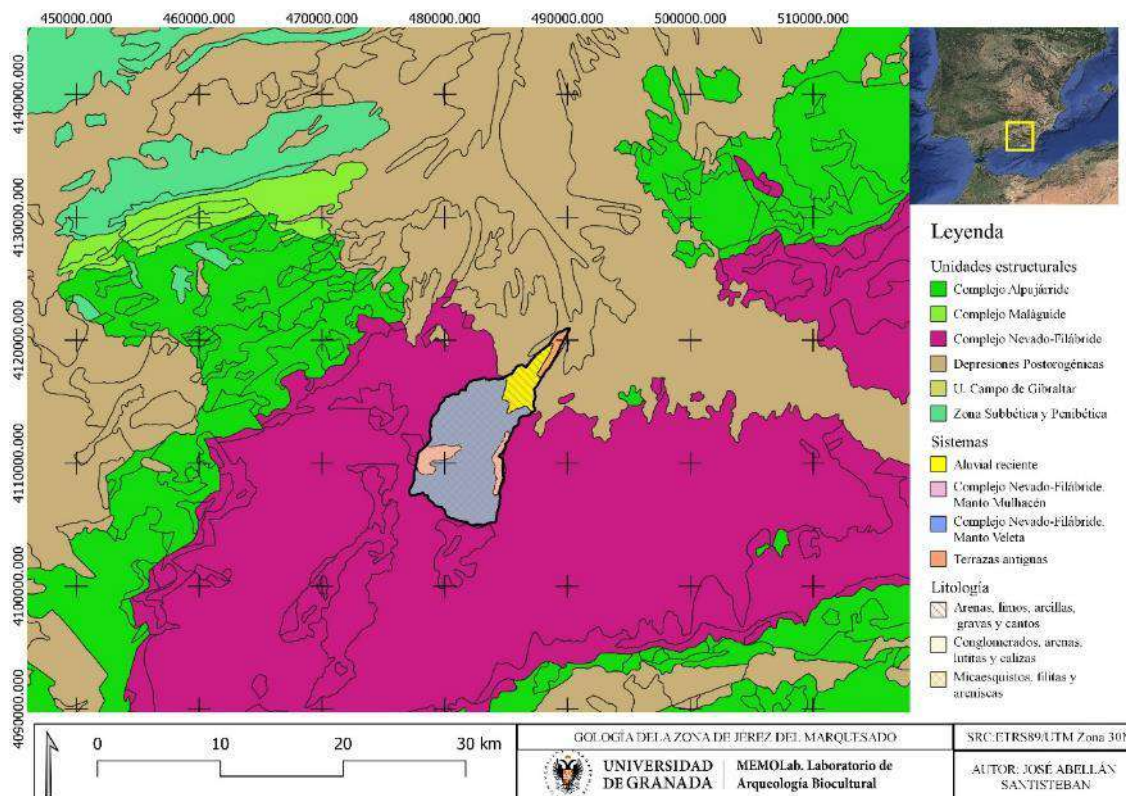 450000.000 460000.000 470000.000 480000.000 490000.000 500000.000 510000.000
4140000.000
4130000.000
4120000.000
4110000.000
4100000.000
4090000.000
Leyenda
Unidades estructurales
Complejo Alpujárride
Complejo Maláguide
Complejo Nevado-Filábride
Depresiones Postorogénicas
U. Campo de Gibraltar
Zona Subbética y Penibética
Sistemas
Aluvial reciente
Complejo Nevado-Filábride.
Manto Mulhacén
Complejo Nevado-Filábride.
Manto Veleta
Terrazas antiguas
Litología
Arenas, limos, arcillas,
gravas y cantos
Conglomerados, arenas,
lutitas y calizas
Micaesquistos, filitas y
areniscas
0 10 20 30 km
GOLOGÍA DE LA ZONA DE JÉREZ DEL MARQUESADO
SRC:ETRS89/UTM Zona 30N
UNIVERSIDAD
DE GRANADA
MEMOLab. Laboratorio de
Arqueología Biocultural
AUTOR: JOSÉ ABELLÁN
SANTISTEBAN